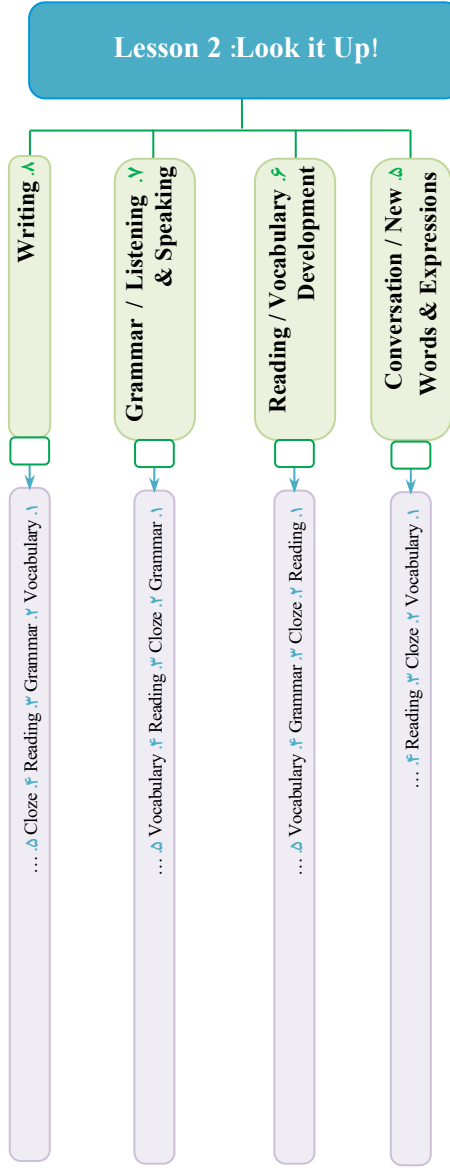 Lesson 2 :Look it Up!
۵. Conversation / New
Words & Expressions
۱. Vocabulary ۲. Cloze ۳. Reading ۴. …
۶. Reading / Vocabulary
Development
۱. Reading ۲. Cloze ۳. Grammar ۴. Vocabulary ۵. …
۷. Grammar / Listening
& Speaking
۱. Grammar ۲. Cloze ۳. Reading ۴. Vocabulary ۵. …
۸. Writing
۱. Vocabulary ۲. Grammar ۳. Reading ۴. Cloze ۵. …